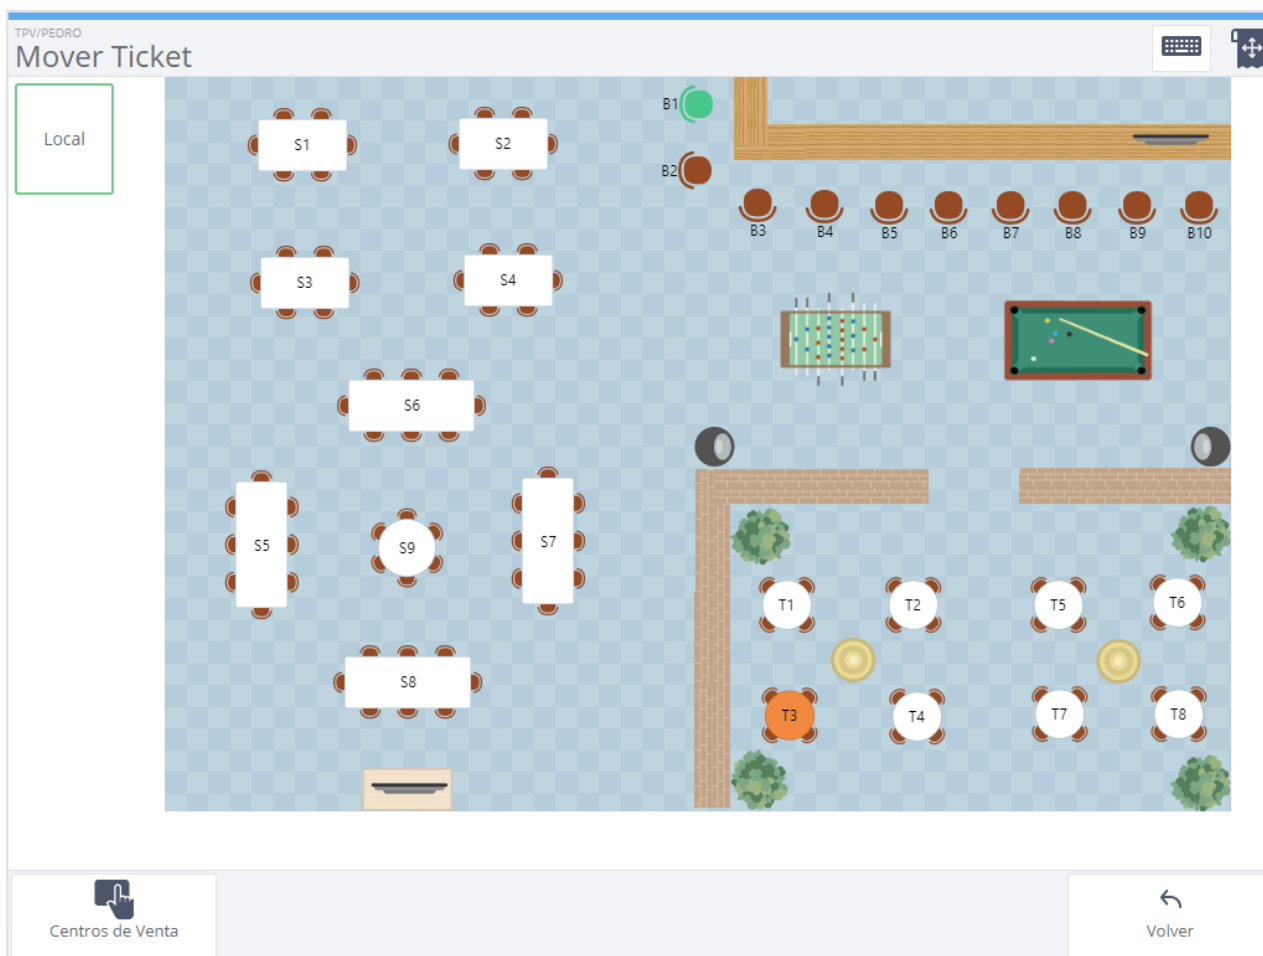 TPV/PEDRO
Mover Ticket
Local
S1
S2
B1
B2
B3
B4
B5
B6
B7
B8
B9
B10
S3
S4
S6
S5
S9
S7
S8
T1
T2
T5
T6
T3
T4
T7
T8
Centros de Venta
Volver